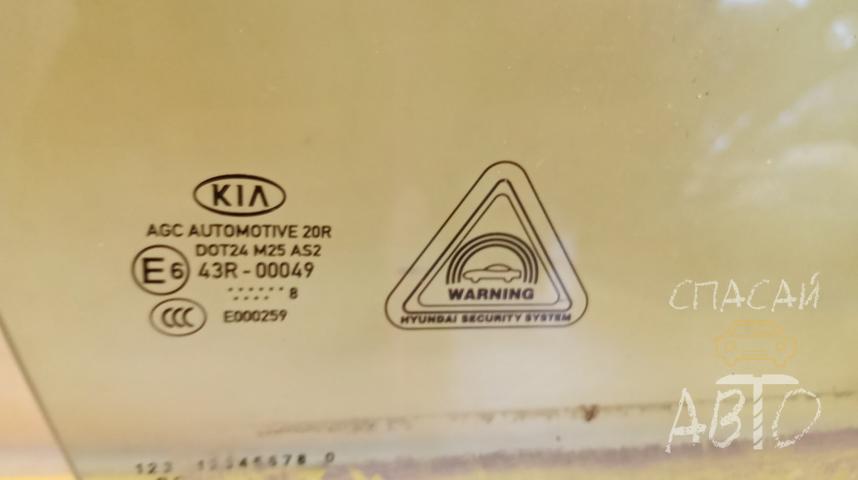 KIA
AGC AUTOMOTIVE 20R
DOT24 M25 AS2
E6 43R-00049
....... 8
.....
CCC E000259
WARNING
HYUNDAI SECURITY SYSTEM
СПАСАЙ
АВТО
123 12345678 0